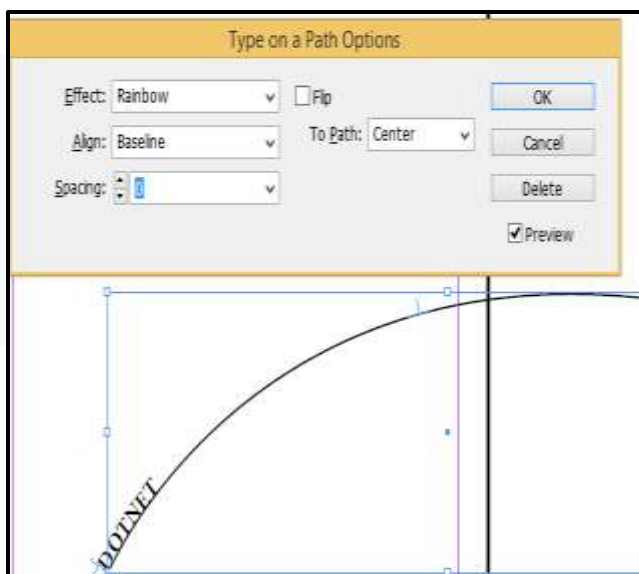 Type on a Path Options
Effect: Rainbow Flip OK
Align: Baseline To Path: Center Cancel
Spacing: 0 Delete
Preview
DOTNET